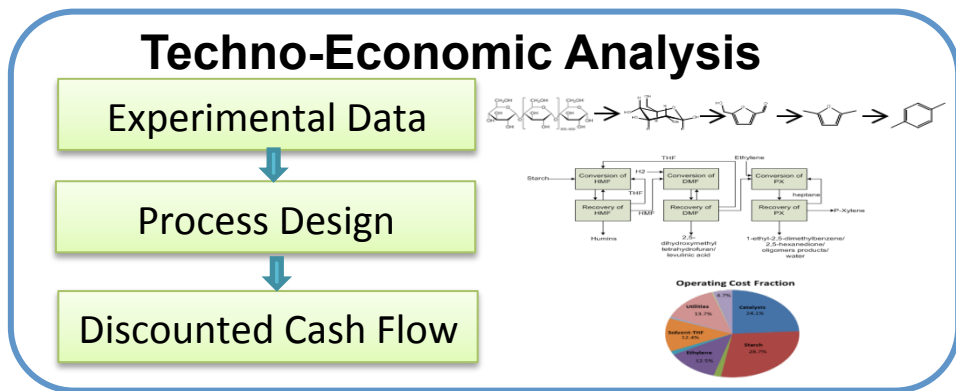 Techno-Economic Analysis
Experimental Data
Process Design
Discounted Cash Flow
THF
Ethylene
H2
Starch
Conversion of
HMF
Conversion of
DMF
Conversion of
PX
THF
heptane
Recovery of
HMF
HMF
Recovery of
DMF
Recovery of
PX
P-Xylene
Humins
2,5-
dihydroxymethyl
tetrahydrofuran/
levulinic acid
1-ethyl-2,5-dimethylbenzene/
2,5-hexanedione/
oligomers products/
water
Operating Cost Fraction
4.7%
Utilities
13.7%
Catalysts
24.1%
Solvent-THF
12.4%
Starch
Ethylene
12.5%